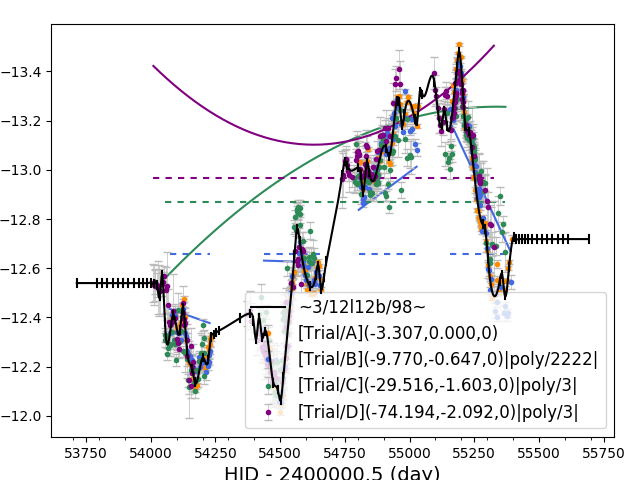 −13.4
−13.2
−13.0
−12.8
−12.6
−12.4
−12.2
−12.0
~3/12l12b/98~
[Trial/A](-3.307,0.000,0)
[Trial/B](-9.770,-0.647,0)|poly/2222|
[Trial/C](-29.516,-1.603,0)|poly/3|
[Trial/D](-74.194,-2.092,0)|poly/3|
53750 54000 54250 54500 54750 55000 55250 55500 55750
HJD - 2400000.5 (day)